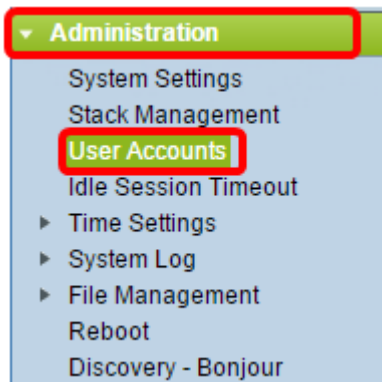 Administration
System Settings
Stack Management
User Accounts
Idle Session Timeout
Time Settings
System Log
File Management
Reboot
Discovery - Bonjour